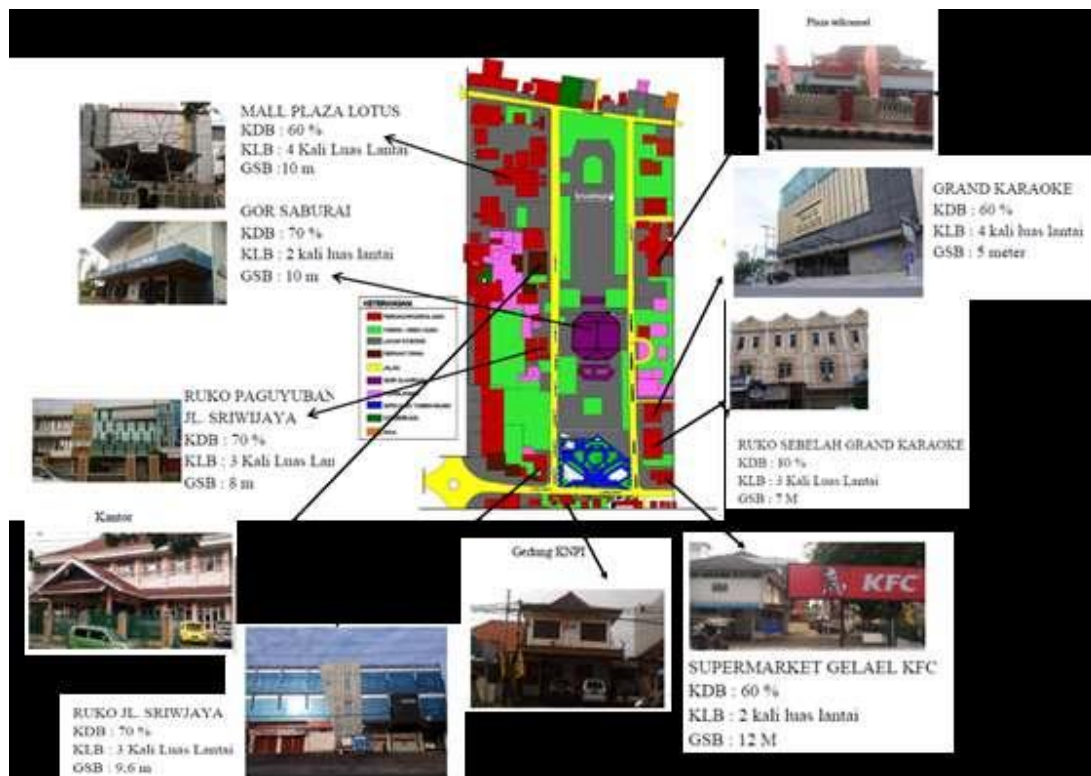 Plaza telkomsel
MALL PLAZA LOTUS
KDB : 60 %
KLB : 4 Kali Luas Lantai
GSB :10 m
GRAND KARAOKE
KDB : 60 %
KLB : 4 kali luas lantai
GSB : 5 meter
GOR SABURAI
KDB : 70 %
KLB : 2 kali luas lantai
GSB : 10 m
KETERANGAN
JALAN
RUKO PAGUYUBAN
JL. SRIWIJAYA
KDB : 70 %
KLB : 3 Kali Luas Lan
GSB : 8 m
RUKO SEBELAH GRAND KARAOKE
KDB : 80 %
KLB : 3 Kali Luas Lantai
GSB : 7 M
Kantor
Gedung KNPI
KFC
SUPERMARKET GELAEL KFC
KDB : 60 %
KLB : 2 kali luas lantai
GSB : 12 M
RUKO JL. SRIWJAYA
KDB : 70 %
KLB : 3 Kali Luas Lantai
GSB : 9.6 m